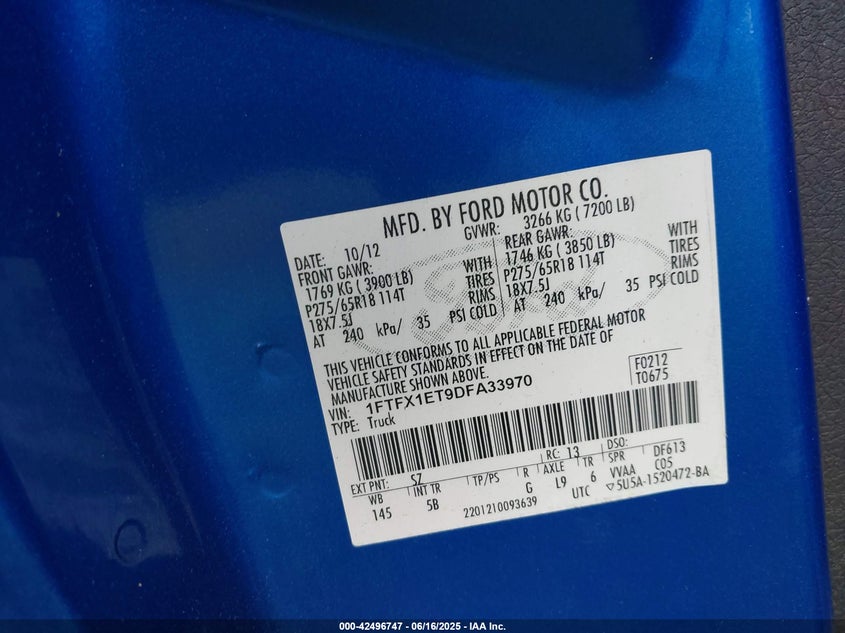 MFD. BY FORD MOTOR CO.
DATE: 10/12 GVWR: 3266 KG ( 7200 LB)
FRONT GAWR: REAR GAWR:
1769 KG ( 3900 LB) WITH 1746 KG ( 3850 LB) WITH
P275/65R18 114T TIRES P275/65R18 114T TIRES
18X7.5J RIMS 18X7.5J RIMS
AT 240 kPa/ 35 PSI COLD AT 240 kPa/ 35 PSI COLD
THIS VEHICLE CONFORMS TO ALL APPLICABLE FEDERAL MOTOR
VEHICLE SAFETY STANDARDS IN EFFECT ON THE DATE OF
MANUFACTURE SHOWN ABOVE.
VIN: 1FTFX1ET9DFA33970
TYPE: Truck
F0212
T0675
EXT PNT: SZ RC: 13 DSO: DF613
WB INT TR TP/PS R AXLE TR SPR C05
145 5B G L9 6 VVAA
2201210093639 UTC ▽5U5A-1520472-BA
Ford
000-42496747 - 06/16/2025 - IAA Inc.